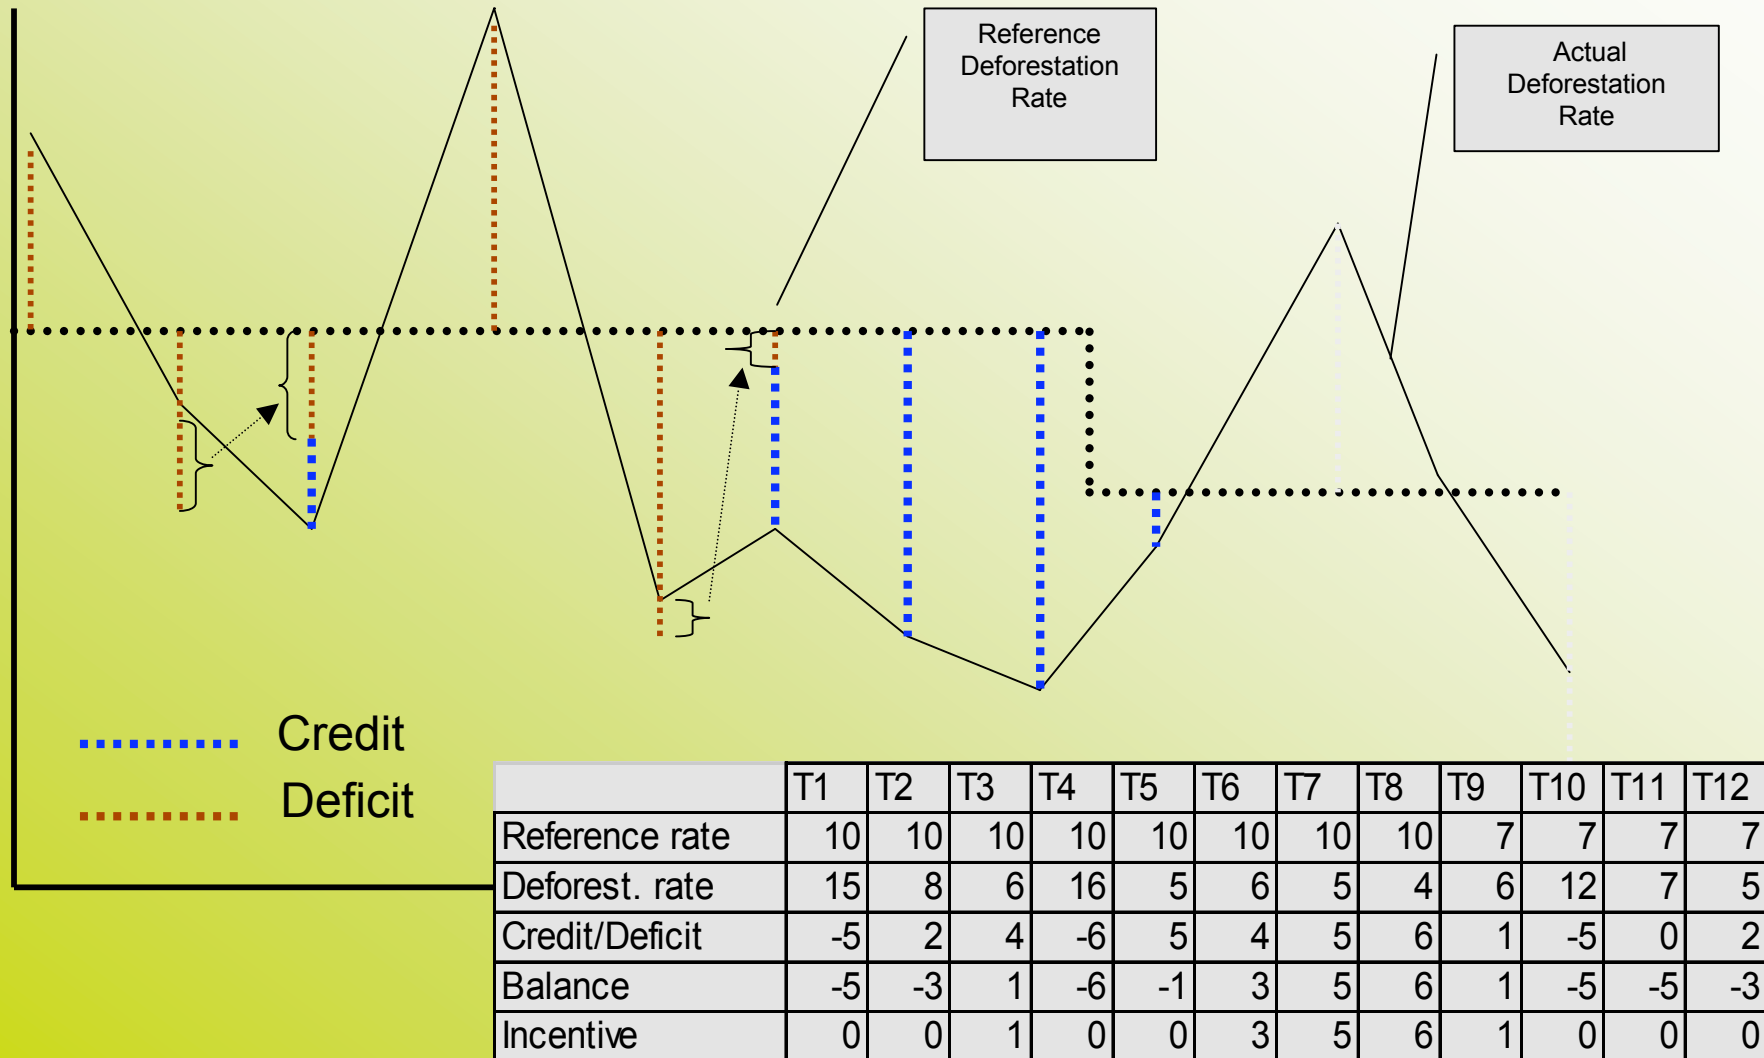 Reference
Deforestation
Rate
Actual
Deforestation
Rate
Credit
Deficit
T1 T2 T3 T4 T5 T6 T7 T8 T9 T10 T11 T12
Reference rate 10 10 10 10 10 10 10 10 7 7 7 7
Deforest. rate 15 8 6 16 5 6 5 4 6 12 7 5
Credit/Deficit -5 2 4 -6 5 4 5 6 1 -5 0 2
Balance -5 -3 1 -6 -1 3 5 6 1 -5 -5 -3
Incentive 0 0 1 0 0 3 5 6 1 0 0 0